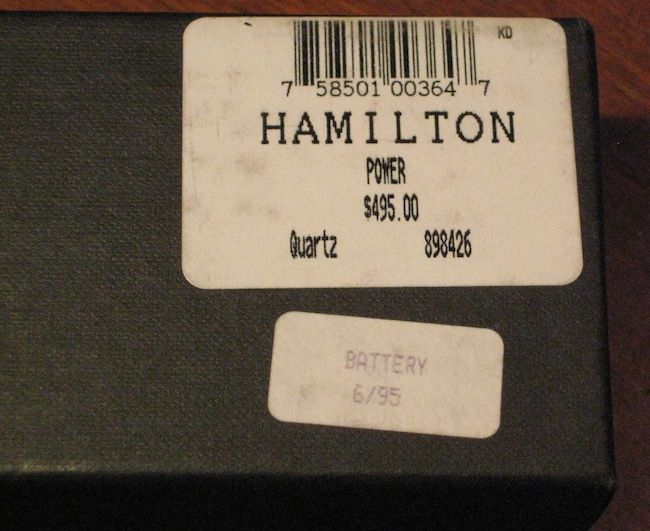 KD
7 58501 00364 7
HAMILTON
POWER
$495.00
Quartz 898426
BATTERY
6/95